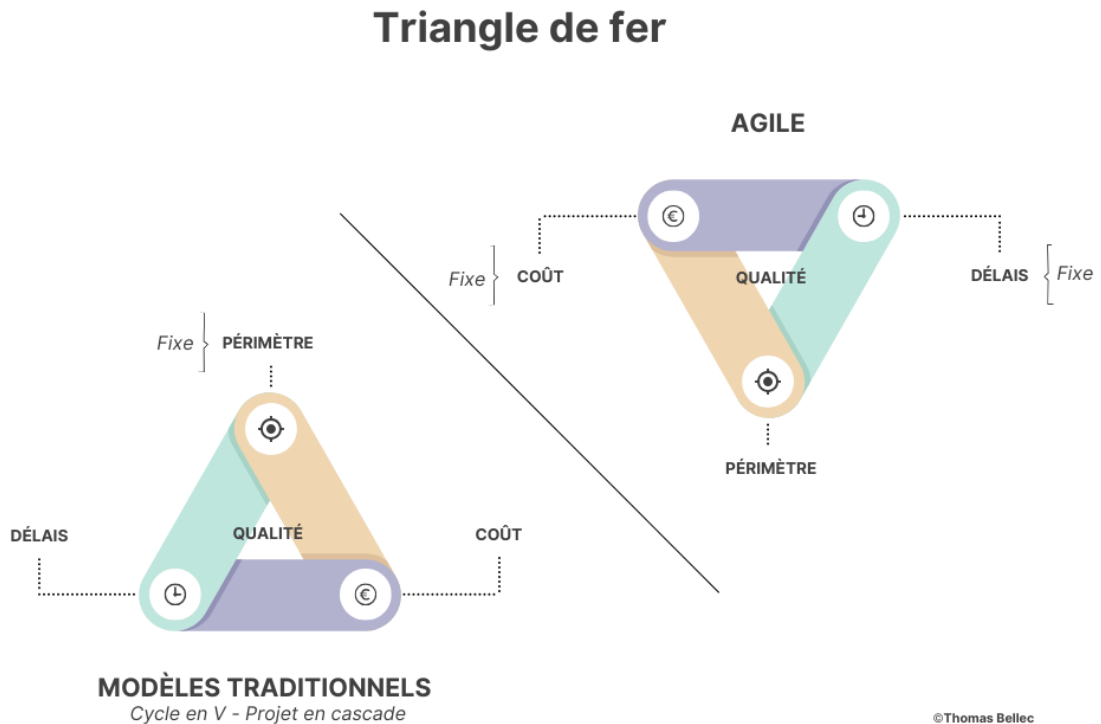 Triangle de fer
AGILE
€
Fixe
COÛT
QUALITÉ
DÉLAIS
Fixe
PÉRIMÈTRE
Fixe
PÉRIMÈTRE
DÉLAIS
QUALITÉ
COÛT
€
MODÈLES TRADITIONNELS
Cycle en V - Projet en cascade
©Thomas Bellec